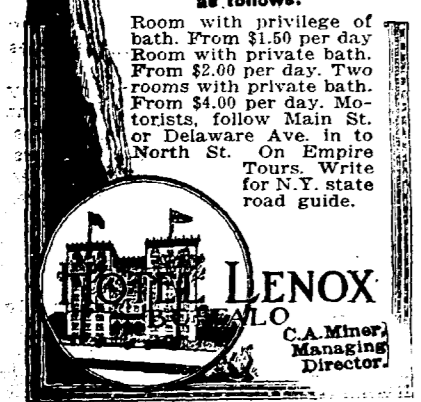 as follows:
Room with privilege of
bath. From $1.50 per day
Room with private bath.
From $2.00 per day. Two
rooms with private bath.
From $4.00 per day. Mo-
torists, follow Main St.
or Delaware Ave. in to
North St. On Empire
Tours. Write
for N.Y. state
road guide.
HOTEL LENOX
BUFFALO
C.A. Miner,
Managing
Director.